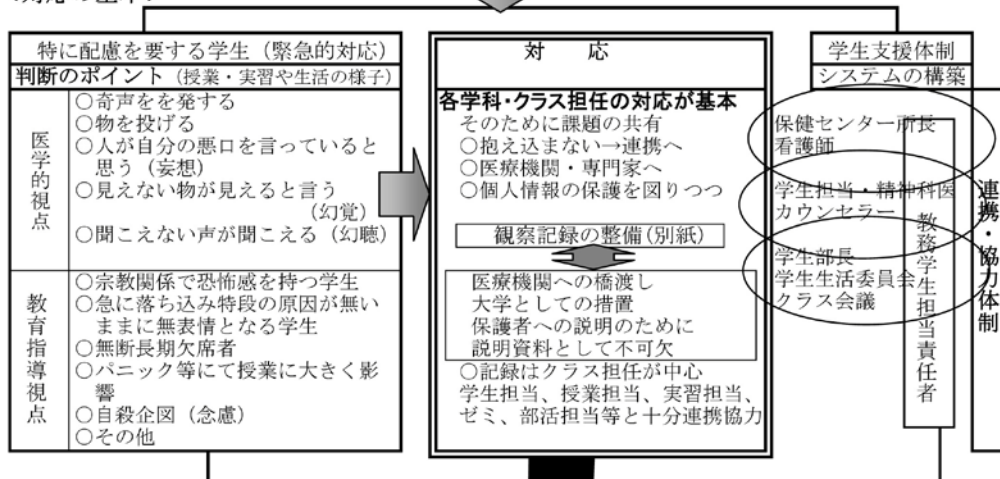 特に配慮を要する学生（緊急的対応）
判断のポイント（授業・実習や生活の様子）
医学的視点
○奇声をを発する
○物を投げる
○人が自分の悪口を言っていると
思う（妄想）
○見えない物が見えると言う
（幻覚）
○聞こえない声が聞こえる（幻聴）
教育指導視点
○宗教関係で恐怖感を持つ学生
○急に落ち込み特段の原因が無い
ままに無表情となる学生
○無断長期欠席者
○パニック等にて授業に大きく影
響
○自殺企図（念慮）
○その他
対 応
各学科・クラス担任の対応が基本
そのために課題の共有
○抱え込まない→連携へ
○医療機関・専門家へ
○個人情報の保護を図りつつ
観察記録の整備（別紙）
医療機関への橋渡し
大学としての措置
保護者への説明のために
説明資料として不可欠
○記録はクラス担任が中心
学生担当、授業担当、実習担当、
ゼミ、部活担当等と十分連携協力
学生支援体制
システムの構築
保健センター所長
看護師
学生担当・精神科医
カウンセラー
学生部長
学生生活委員会
クラス会議
教務学生担当責任者
連携・協力体制